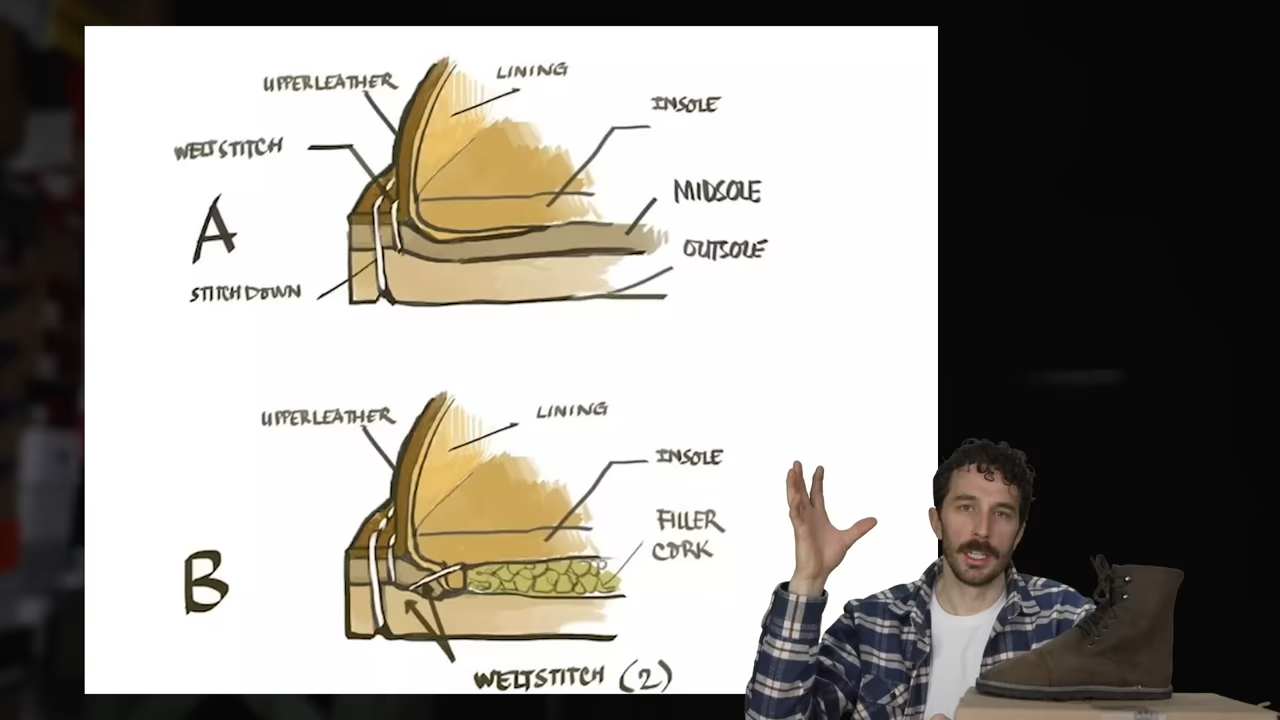 UPPERLEATHER
LINING
INSOLE
WELTSTITCH
MIDSOLE
A
OUTSOLE
STITCHDOWN
UPPERLEATHER
LINING
INSOLE
FILLER
CORK
B
WELTSTITCH (2)